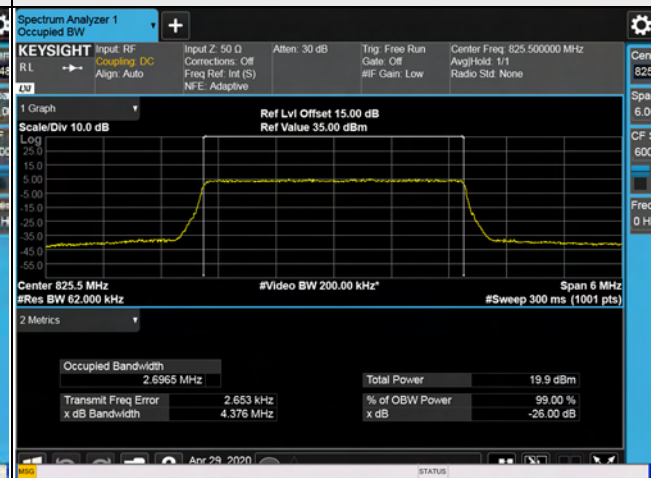 Spectrum Analyzer 1
Occupied BW
+
KEYSIGHT
RL
LXI
Input: RF
Coupling: DC
Align: Auto
Input Z: 50 Ω
Corrections: Off
Freq Ref: Int (S)
NFE: Adaptive
Atten: 30 dB
Trig: Free Run
Gate: Off
#IF Gain: Low
Center Freq: 825.500000 MHz
Avg|Hold: 1/1
Radio Std: None
1 Graph
Scale/Div 10.0 dB
Ref Lvl Offset 15.00 dB
Ref Value 35.00 dBm
Log
25.0
15.0
5.00
-5.00
-15.0
-25.0
-35.0
-45.0
-55.0
Center 825.5 MHz
#Video BW 200.00 kHz*
Span 6 MHz
#Res BW 62.000 kHz
#Sweep 300 ms (1001 pts)
2 Metrics
Occupied Bandwidth
2.6965 MHz
Total Power 19.9 dBm
Transmit Freq Error 2.653 kHz
% of OBW Power 99.00 %
x dB Bandwidth 4.376 MHz
x dB -26.00 dB
Apr 29, 2020
MSG
STATUS